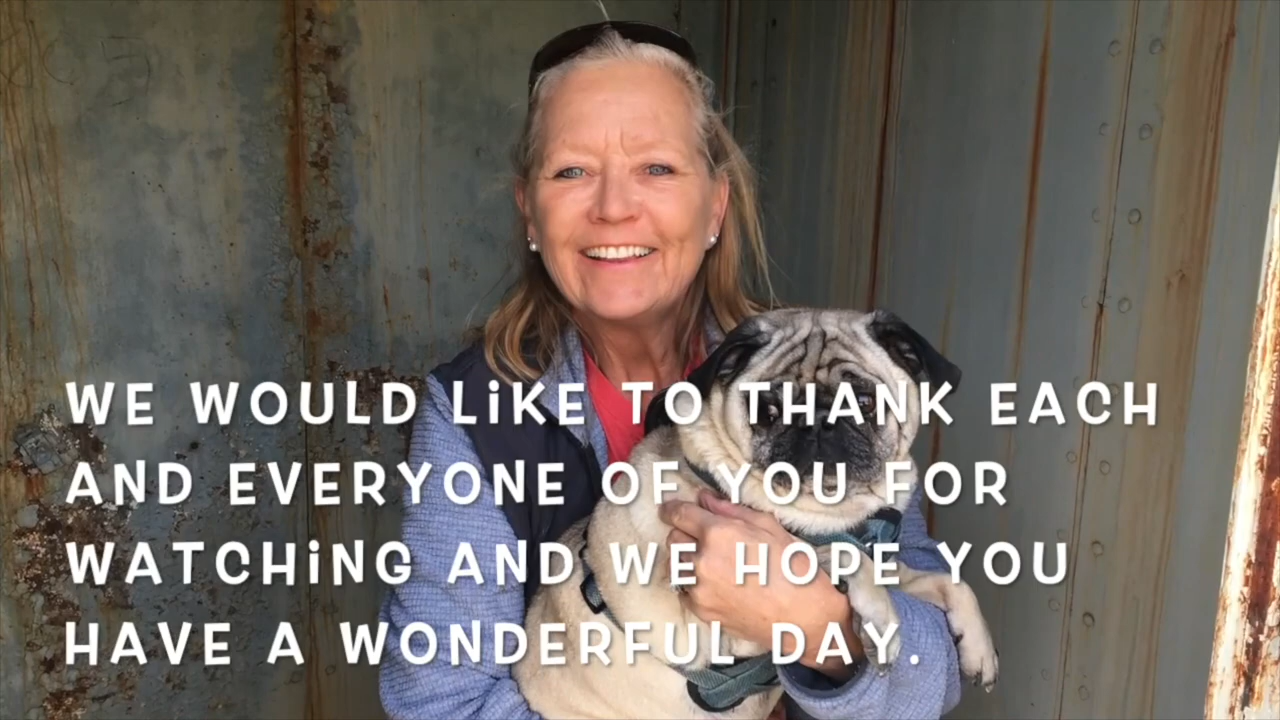 WE WOULD LiKE TO THANK EACH
AND EVERYONE OF YOU FOR
WATCHiNG AND WE HOPE YOU
HAVE A WONDERFUL DAY.